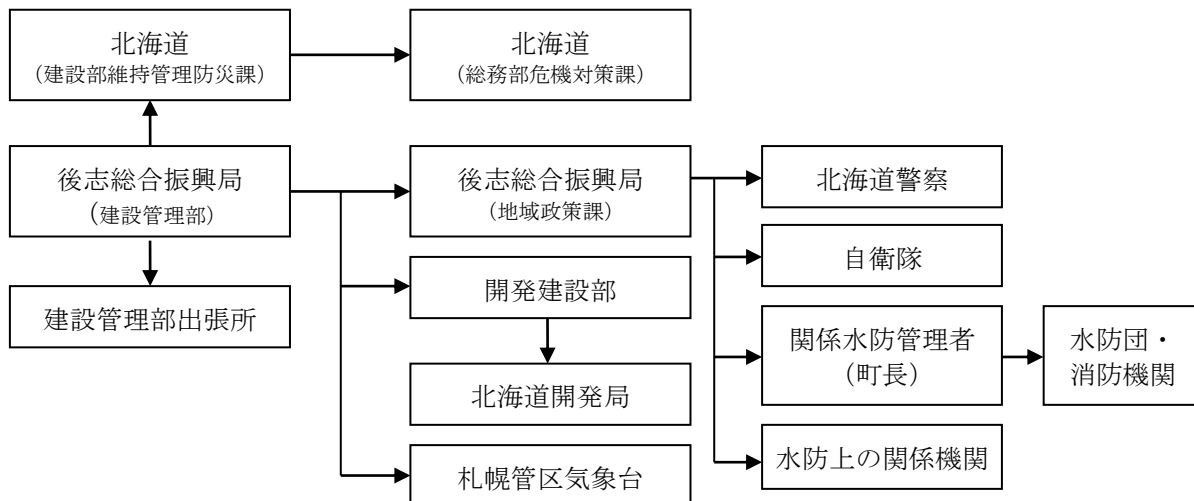 北海道
(建設部維持管理防災課)
北海道
(総務部危機対策課)
後志総合振興局
(建設管理部)
後志総合振興局
(地域政策課)
北海道警察
自衛隊
開発建設部
建設管理部出張所
関係水防管理者
(町長)
水防団・
消防機関
北海道開発局
水防上の関係機関
札幌管区気象台